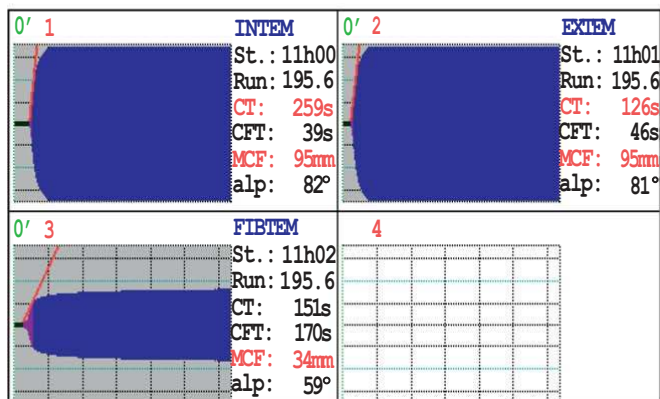 0' 1 INTEM
St.: 11h00
Run: 195.6
CT: 259s
CFT: 39s
MCF: 95mm
alp: 82°
0' 2 EXTEM
St.: 11h01
Run: 195.6
CT: 126s
CFT: 46s
MCF: 95mm
alp: 81°
0' 3 FIBTEM
St.: 11h02
Run: 195.6
CT: 151s
CFT: 170s
MCF: 34mm
alp: 59°
4